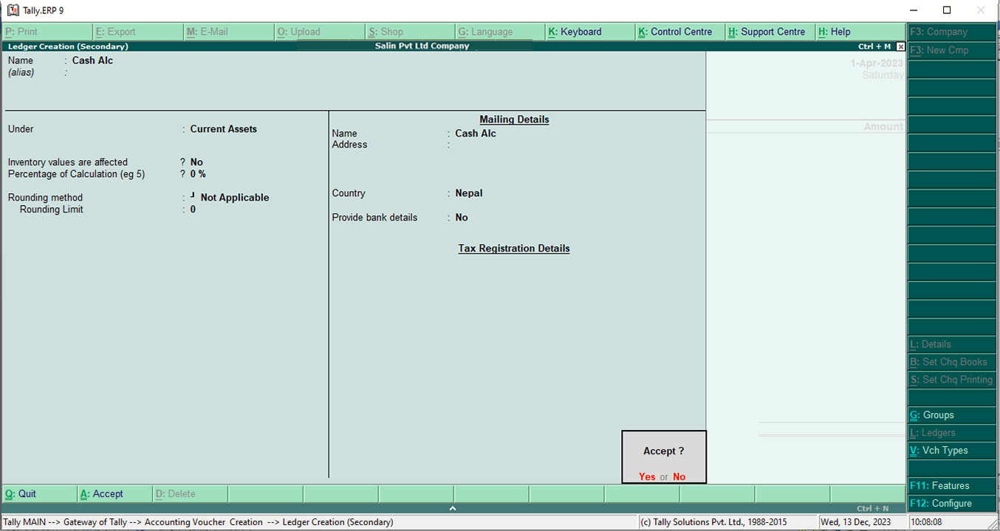 Tally.ERP 9
P: Print E: Export M: E-Mail O: Upload S: Shop G: Language K: Keyboard K: Control Centre H: Support Centre H: Help F3: Company
Ledger Creation (Secondary) Salin Pvt Ltd Company Ctrl + M x
F3: New Cmp
Name : Cash Alc
(alias) :
1-Apr-2023
Saturday
Under : Current Assets
Inventory values are affected ? No
Percentage of Calculation (eg 5) ? 0 %
Rounding method : ┘ Not Applicable
Rounding Limit : 0
Mailing Details
Name : Cash Alc
Address :
Country : Nepal
Provide bank details : No
Tax Registration Details
Amount
L: Details
B: Set Chq Books
S: Set Chq Printing
G: Groups
L: Ledgers
V: Vch Types
F11: Features
F12: Configure
Accept ?
Yes or No
Q: Quit A: Accept D: Delete
Ctrl + N
Tally MAIN --> Gateway of Tally --> Accounting Voucher Creation --> Ledger Creation (Secondary) (c) Tally Solutions Pvt. Ltd., 1988-2015 Wed, 13 Dec, 2023 10:08:08